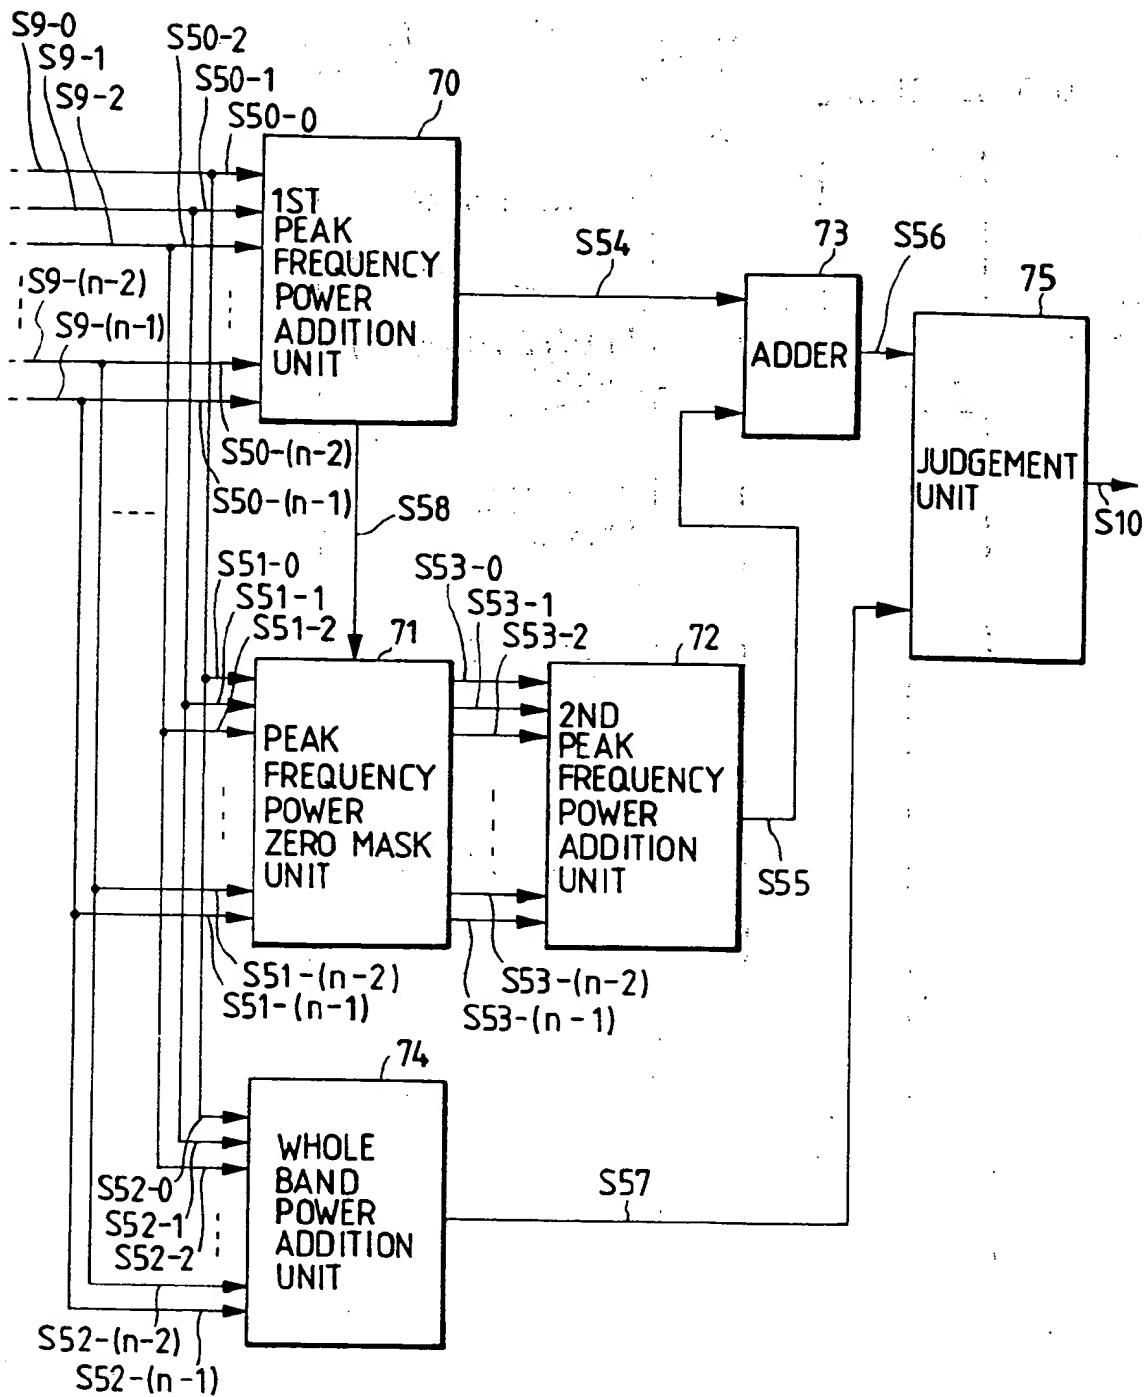 S9-0
S9-1
S9-2
S50-2
S50-1
S50-0
70
1ST
PEAK
FREQUENCY
POWER
ADDITION
UNIT
S9-(n-2)
S9-(n-1)
S50-(n-2)
S50-(n-1)
S54
73
ADDER
S56
75
JUDGEMENT
UNIT
S10
S58
S51-0
S51-1
S51-2
71
PEAK
FREQUENCY
POWER
ZERO MASK
UNIT
S53-0
S53-1
S53-2
72
2ND
PEAK
FREQUENCY
POWER
ADDITION
UNIT
S55
S51-(n-2)
S51-(n-1)
S53-(n-2)
S53-(n-1)
74
WHOLE
BAND
POWER
ADDITION
UNIT
S57
S52-0
S52-1
S52-2
S52-(n-2)
S52-(n-1)